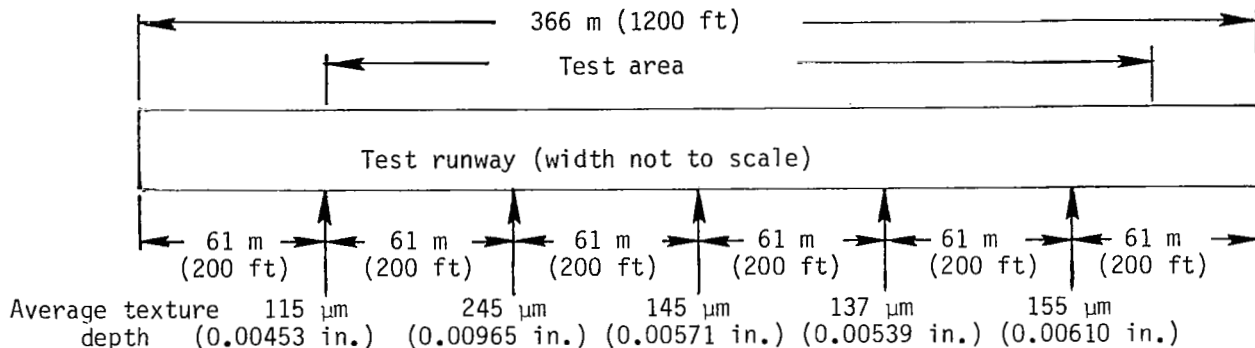 366 m (1200 ft)
Test area
Test runway (width not to scale)
61 m 61 m 61 m 61 m 61 m 61 m
(200 ft) (200 ft) (200 ft) (200 ft) (200 ft) (200 ft)
Average texture 115 µm 245 µm 145 µm 137 µm 155 µm
depth (0.00453 in.) (0.00965 in.) (0.00571 in.) (0.00539 in.) (0.00610 in.)